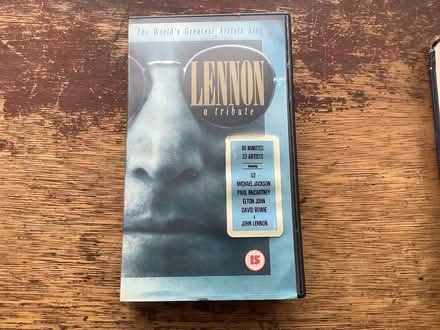 The World's Greatest Artists Sing
LENNON
a tribute
60 MINUTES
23 ARTISTS
U2
MICHAEL JACKSON
PAUL McCARTNEY
ELTON JOHN
DAVID BOWIE
&
JOHN LENNON
15